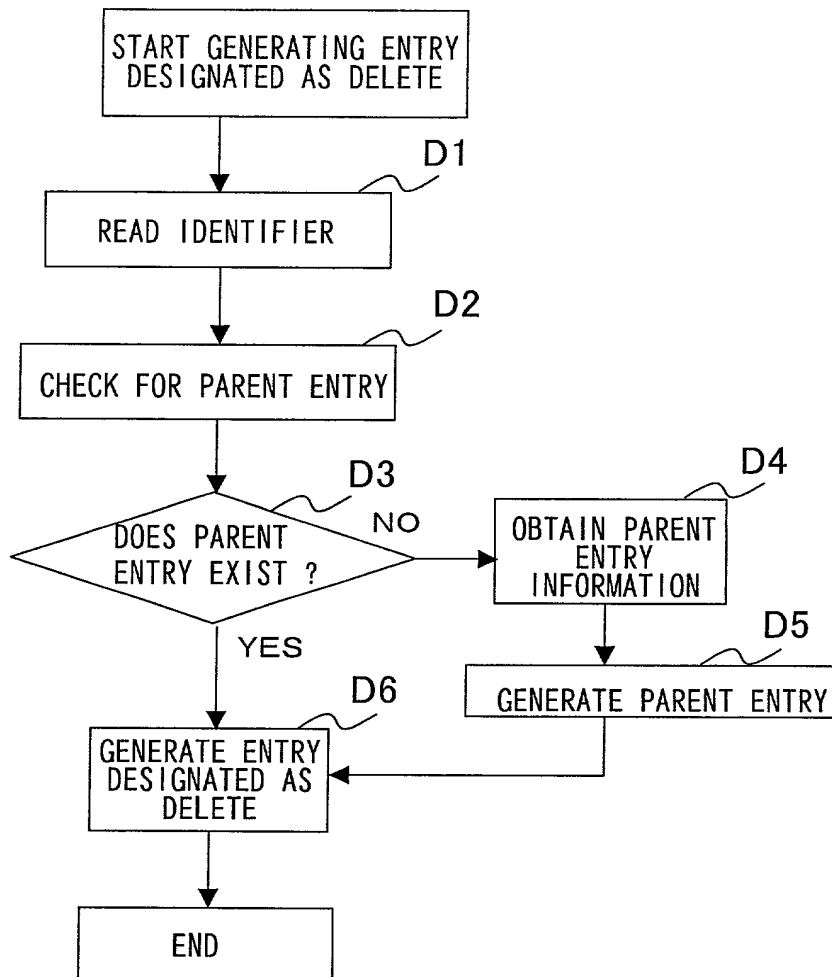 START GENERATING ENTRY
DESIGNATED AS DELETE
D1
READ IDENTIFIER
D2
CHECK FOR PARENT ENTRY
D3
DOES PARENT
ENTRY EXIST ?
NO
D4
OBTAIN PARENT
ENTRY
INFORMATION
YES
D5
GENERATE PARENT ENTRY
D6
GENERATE ENTRY
DESIGNATED AS
DELETE
END